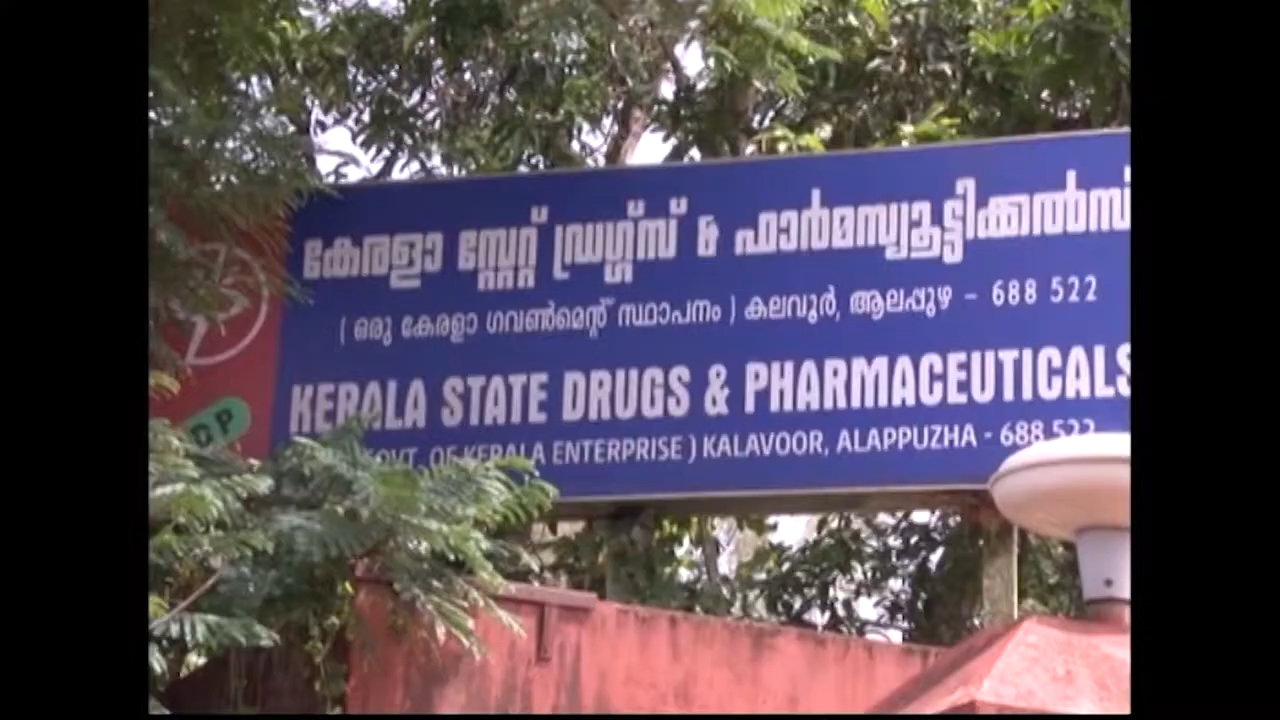 കേരളാ സ്റ്റേറ്റ് ഡ്രഗ്ഗ്സ് & ഫാർമസ്യൂട്ടിക്കൽസ്
( ഒരു കേരളാ ഗവൺമെന്റ് സ്ഥാപനം ) കലവൂർ, ആലപ്പുഴ – 688 522
KERALA STATE DRUGS & PHARMACEUTICALS
GOVT. OF KERALA ENTERPRISE ) KALAVOOR, ALAPPUZHA - 688 522
DP